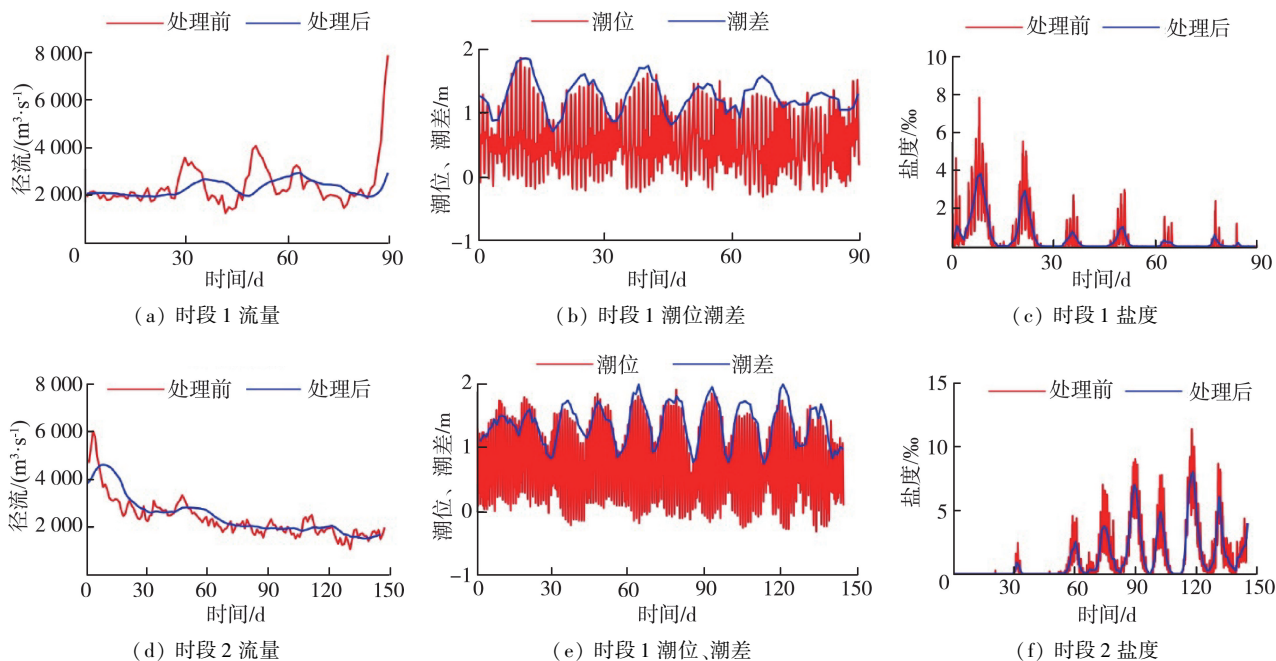 处理前 处理后
8 000
6 000
4 000
2 000
0 30 60 90
径流/(m³·s⁻¹)
时间/d
(a) 时段 1 流量
潮位 潮差
2
1
0
−1
0 30 60 90
潮位、潮差/m
时间/d
(b) 时段 1 潮位潮差
处理前 处理后
10
8
6
4
2
0 30 60 90
盐度/‰
时间/d
(c) 时段 1 盐度
处理前 处理后
8 000
6 000
4 000
2 000
0 30 60 90 120 150
径流/(m³·s⁻¹)
时间/d
(d) 时段 2 流量
潮位 潮差
2
1
0
−1
0 30 60 90 120 150
潮位、潮差/m
时间/d
(e) 时段 1 潮位、潮差
处理前 处理后
15
10
5
0
30 60 90 120 150
盐度/‰
时间/d
(f) 时段 2 盐度